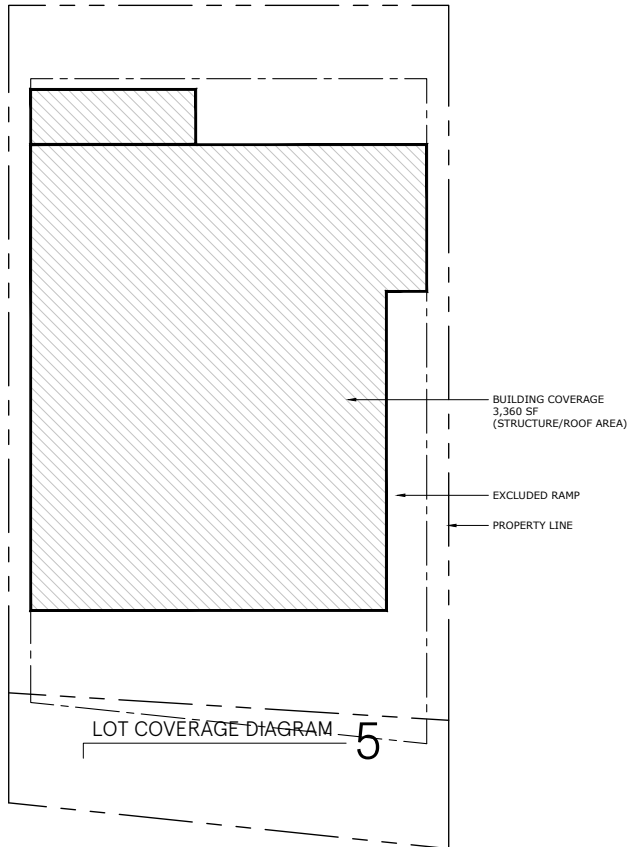 BUILDING COVERAGE
3,360 SF
(STRUCTURE/ROOF AREA)
EXCLUDED RAMP
PROPERTY LINE
LOT COVERAGE DIAGRAM 5